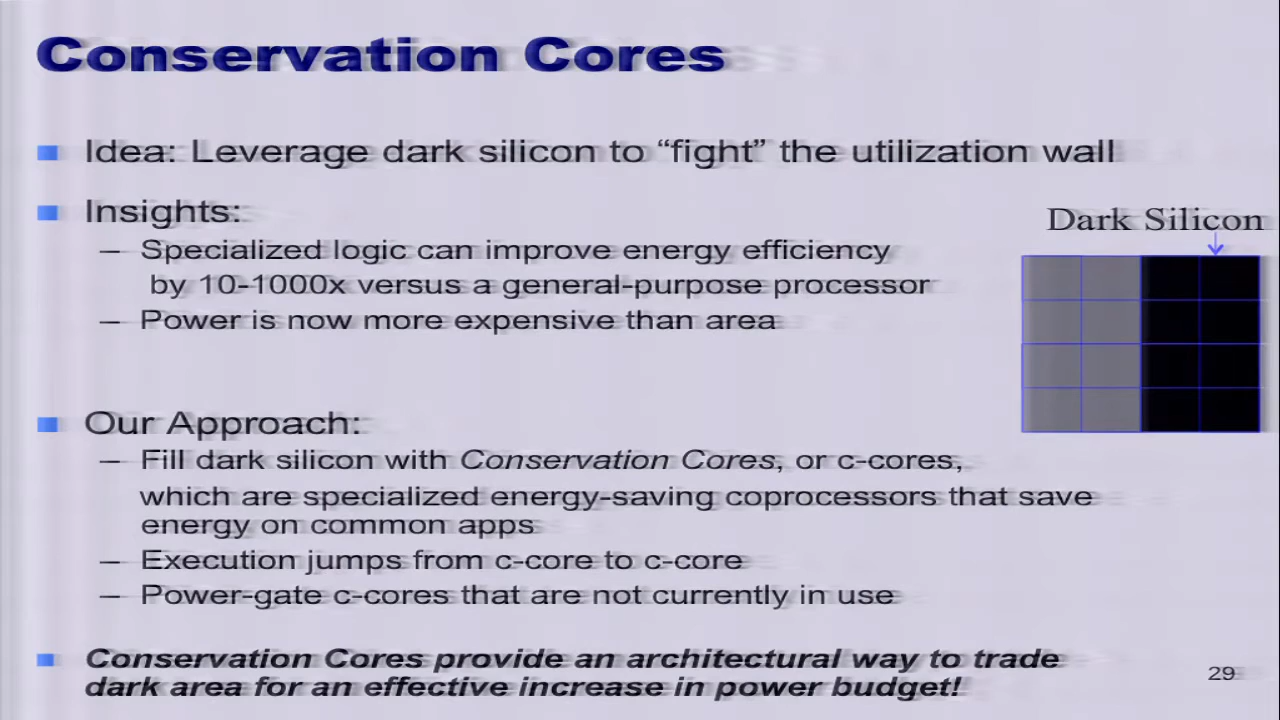 Conservation Cores
Idea: Leverage dark silicon to “fight” the utilization wall
Insights:
– Specialized logic can improve energy efficiency
by 10-1000x versus a general-purpose processor
– Power is now more expensive than area
Dark Silicon
Our Approach:
– Fill dark silicon with Conservation Cores, or c-cores,
which are specialized energy-saving coprocessors that save
energy on common apps
– Execution jumps from c-core to c-core
– Power-gate c-cores that are not currently in use
Conservation Cores provide an architectural way to trade
dark area for an effective increase in power budget!
29